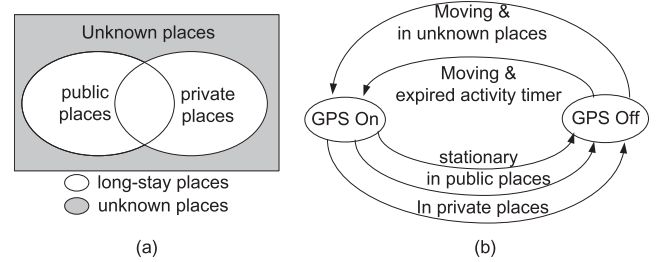 Unknown places
public
places
private
places
long-stay places
unknown places
(a)
Moving &
in unknown places
Moving &
expired activity timer
GPS On
GPS Off
stationary
in public places
In private places
(b)